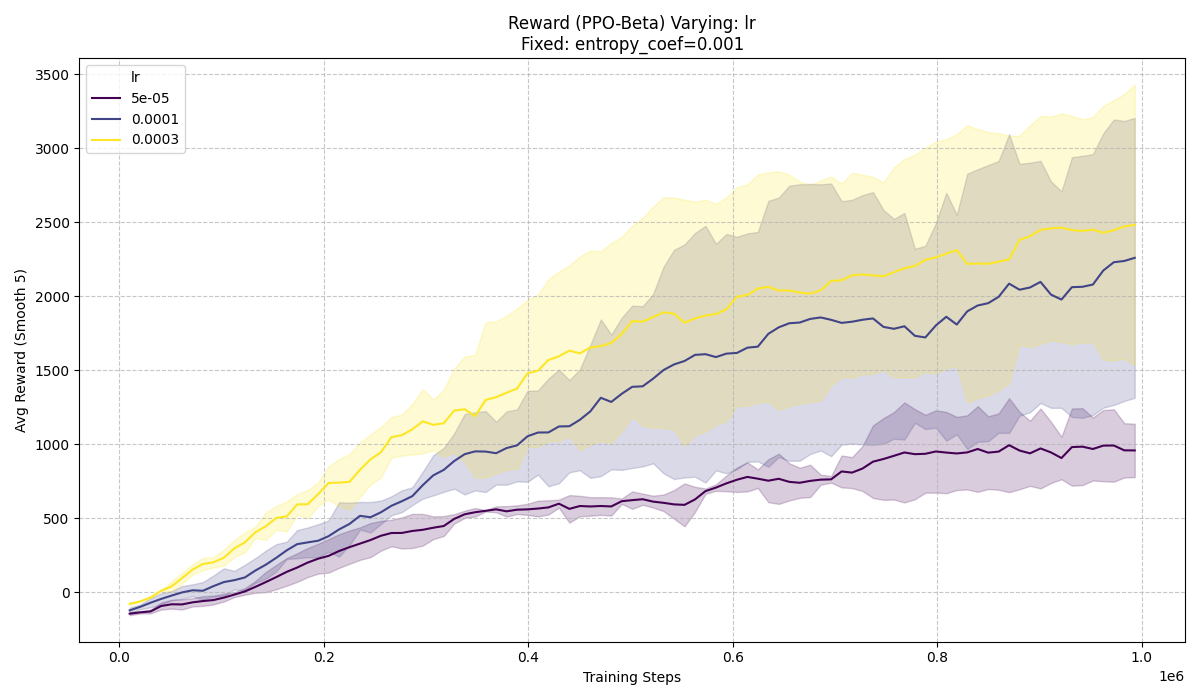 Reward (PPO-Beta) Varying: lr
Fixed: entropy_coef=0.001
lr
5e-05
0.0001
0.0003
3500
3000
2500
2000
1500
1000
500
0
Avg Reward (Smooth 5)
0.0 0.2 0.4 0.6 0.8 1.0
1e6
Training Steps